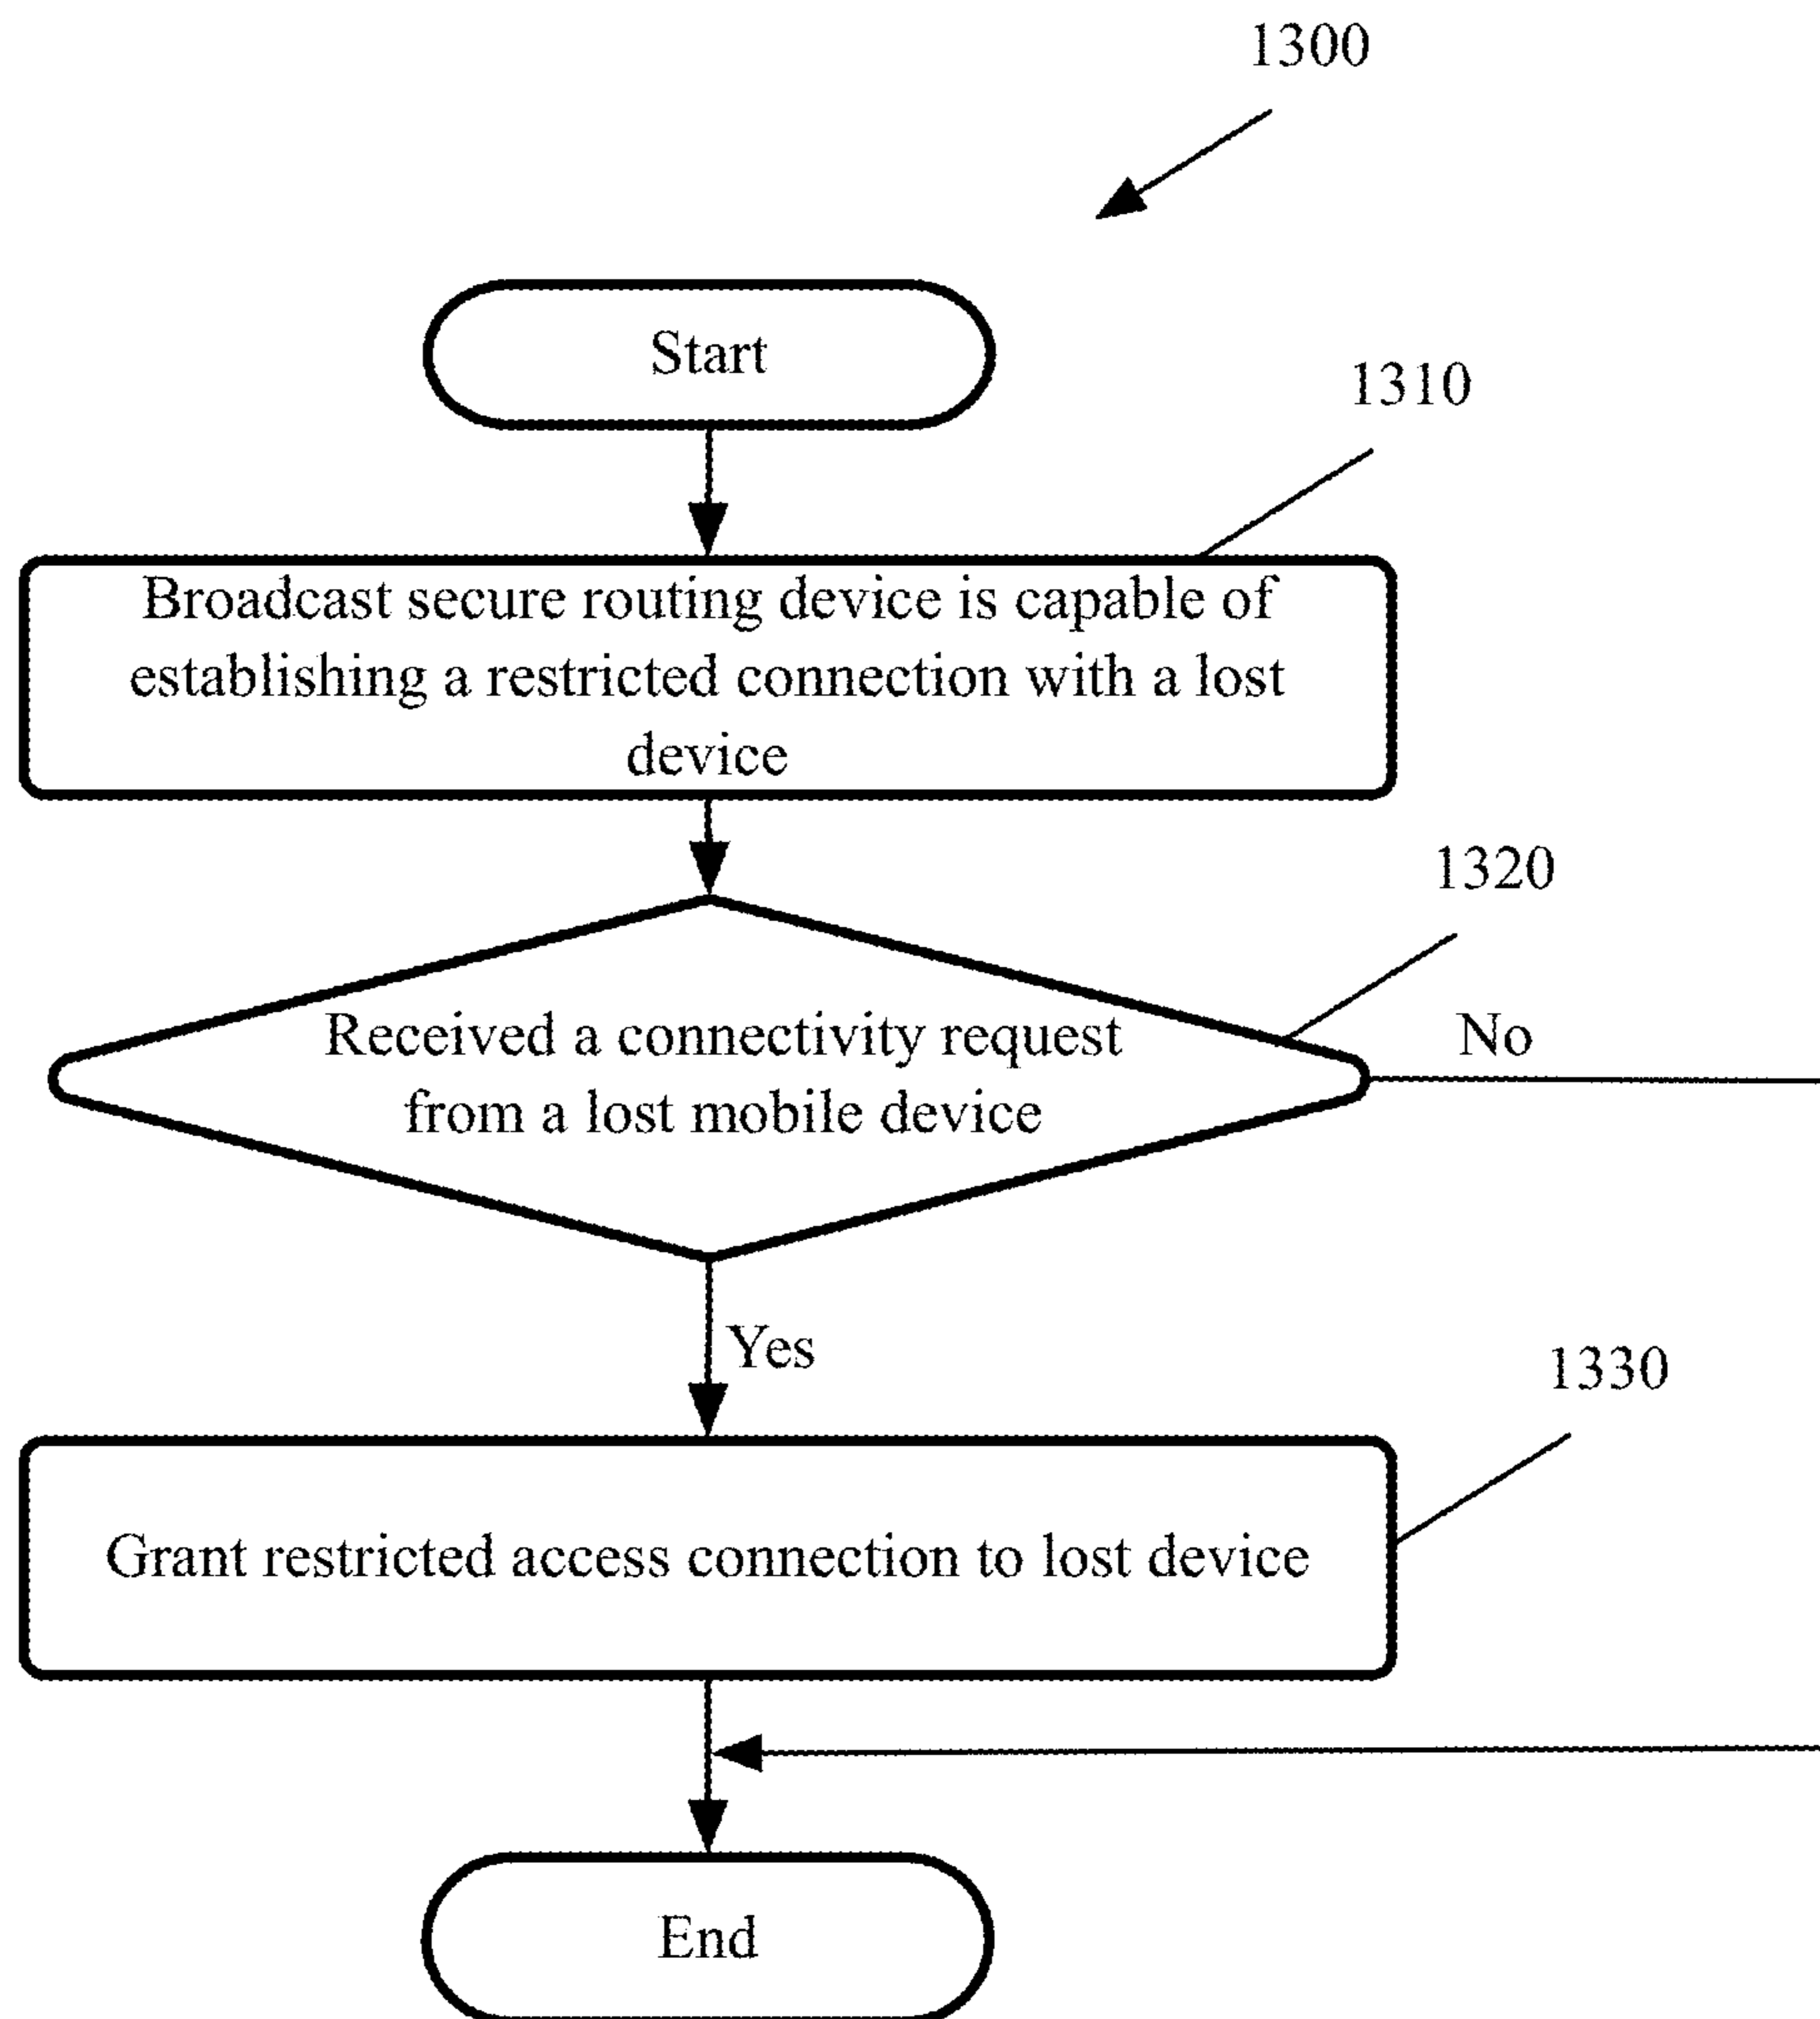 1300
Start
1310
Broadcast secure routing device is capable of
establishing a restricted connection with a lost
device
1320
Received a connectivity request
from a lost mobile device
No
Yes
1330
Grant restricted access connection to lost device
End